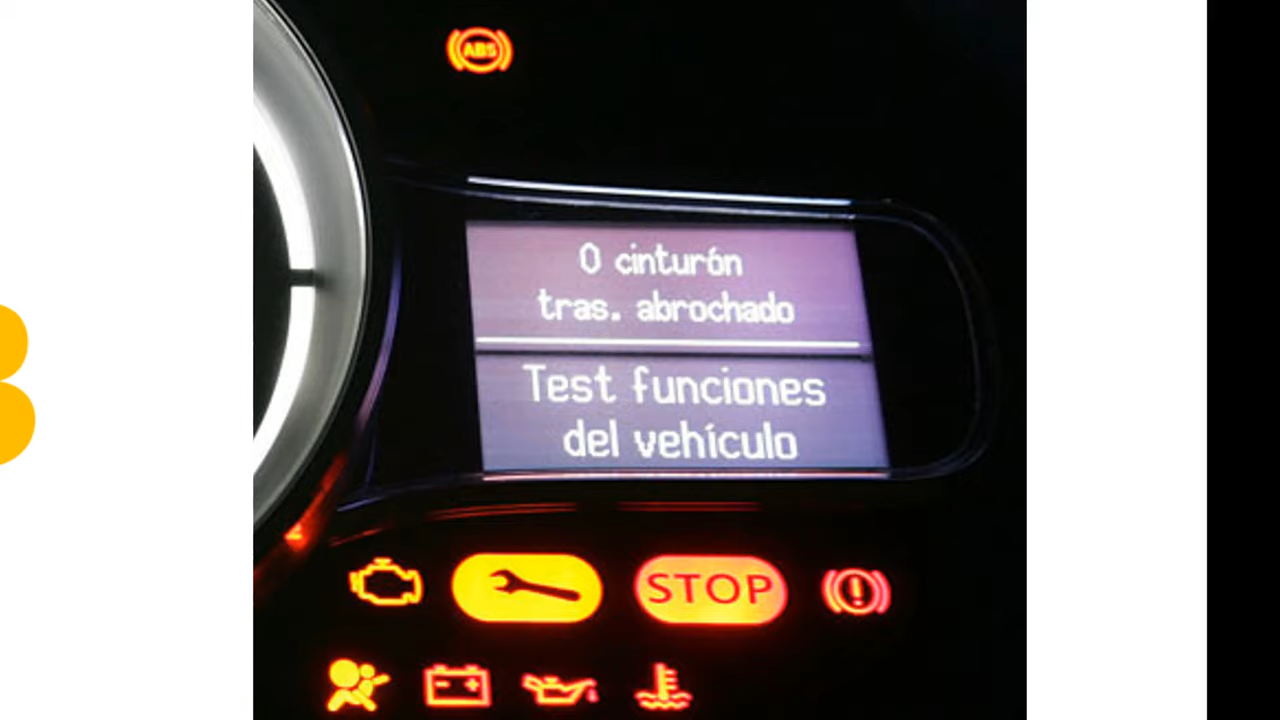 ABS
0 cinturón
tras. abrochado
Test funciones
del vehículo
STOP